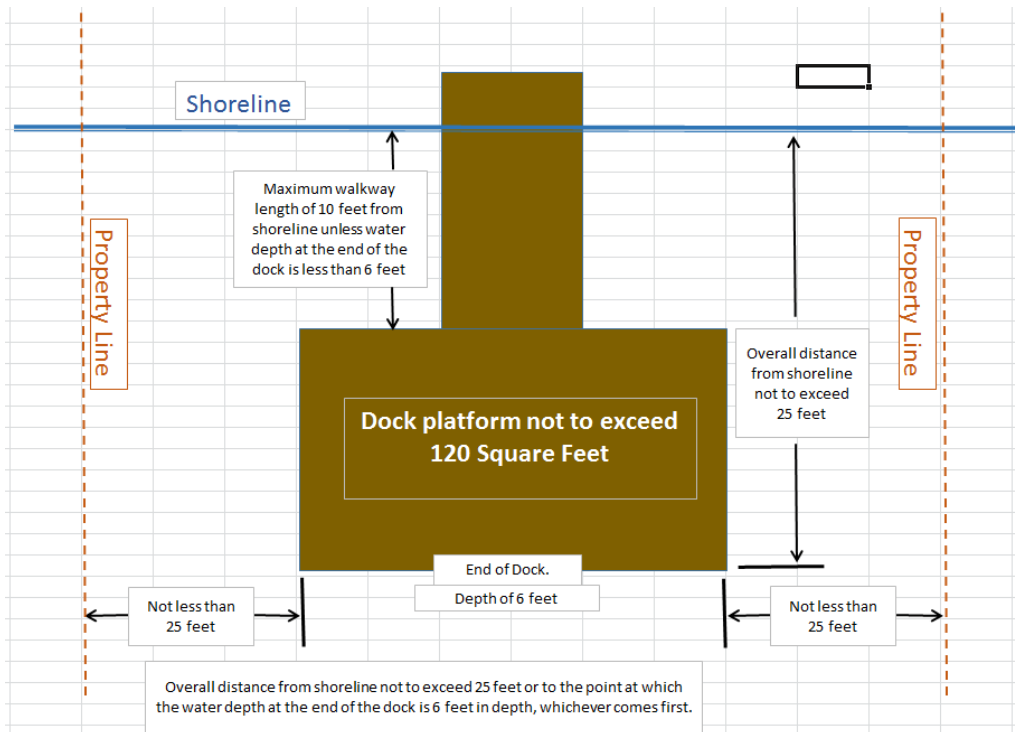 Shoreline
Maximum walkway
length of 10 feet from
shoreline unless water
depth at the end of the
dock is less than 6 feet
Property Line
Property Line
Overall distance
from shoreline
not to exceed
25 feet
Dock platform not to exceed
120 Square Feet
End of Dock.
Depth of 6 feet
Not less than
25 feet
Not less than
25 feet
Overall distance from shoreline not to exceed 25 feet or to the point at which
the water depth at the end of the dock is 6 feet in depth, whichever comes first.